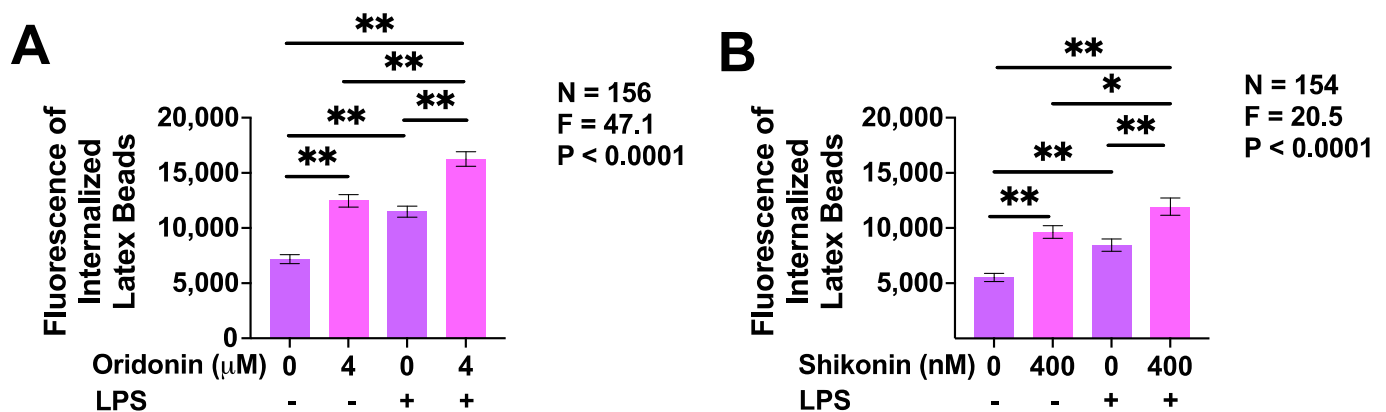 A
**
**
** **
**
Fluorescence of
Internalized
Latex Beads
20,000
15,000
10,000
5,000
0
N = 156
F = 47.1
P < 0.0001
Oridonin (μM) 0 4 0 4
LPS - - + +
B
**
*
**
**
**
Fluorescence of
Internalized
Latex Beads
20,000
15,000
10,000
5,000
N = 154
F = 20.5
P < 0.0001
Shikonin (nM) 0 400 0 400
LPS - - + +